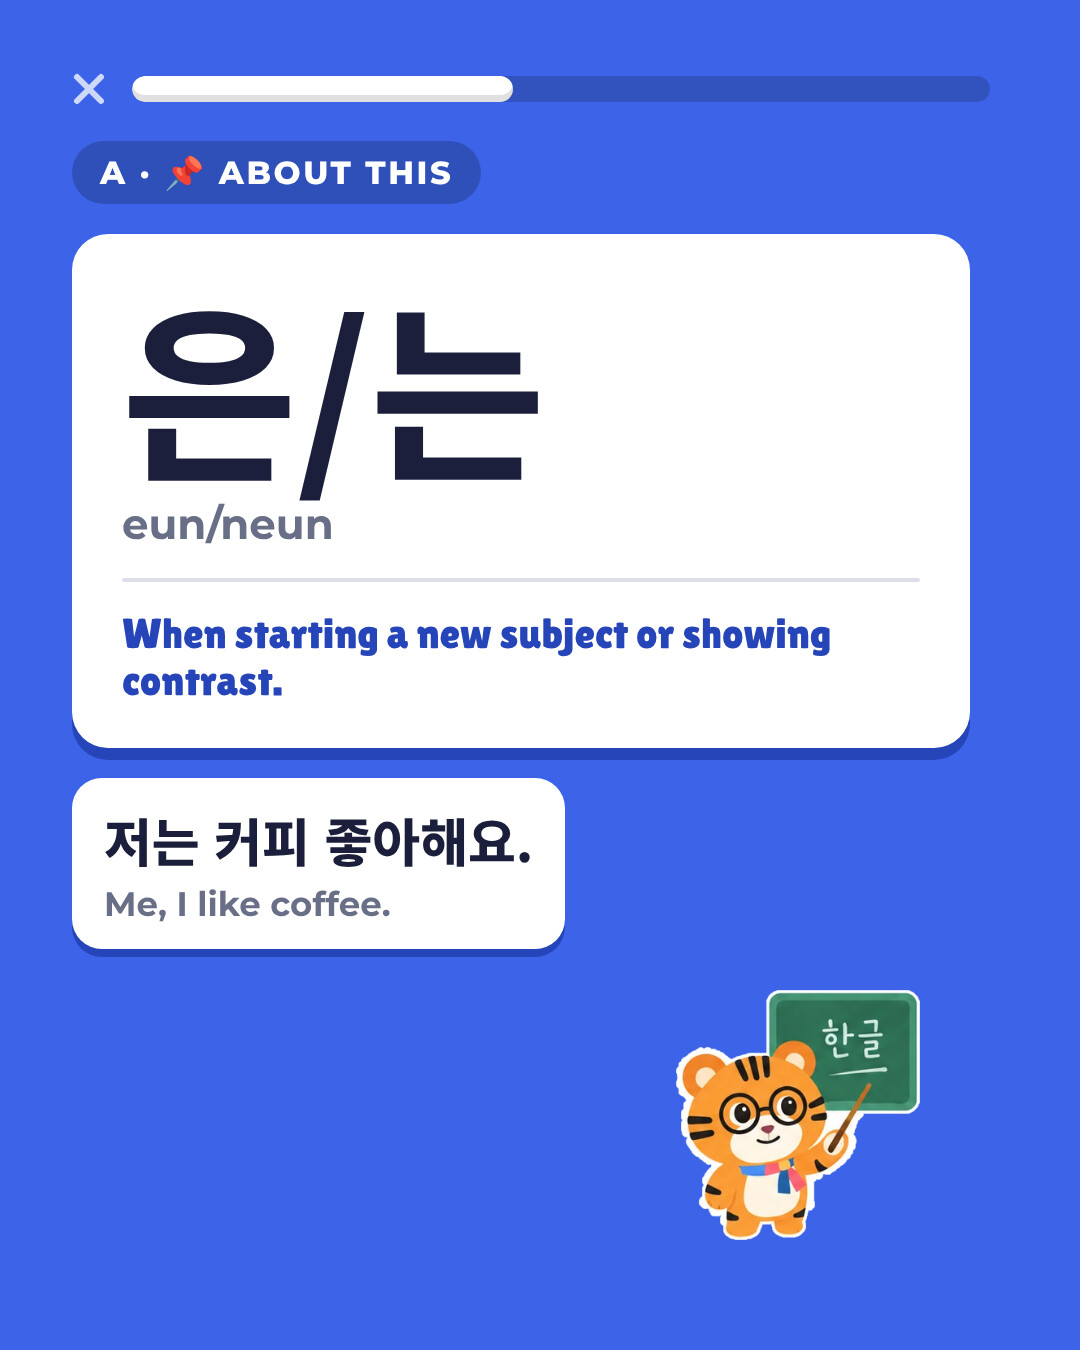 A · 📌 ABOUT THIS
은/는
eun/neun
When starting a new subject or showing
contrast.
저는 커피 좋아해요.
Me, I like coffee.
한글